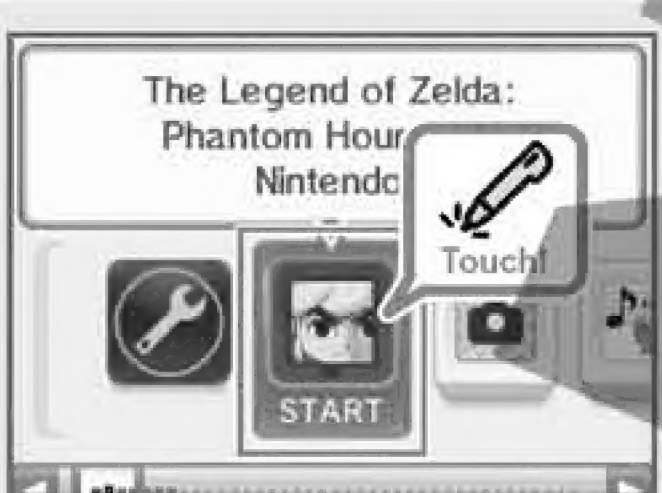 The Legend of Zelda:
Phantom Hour
Nintendo
Touch!
START